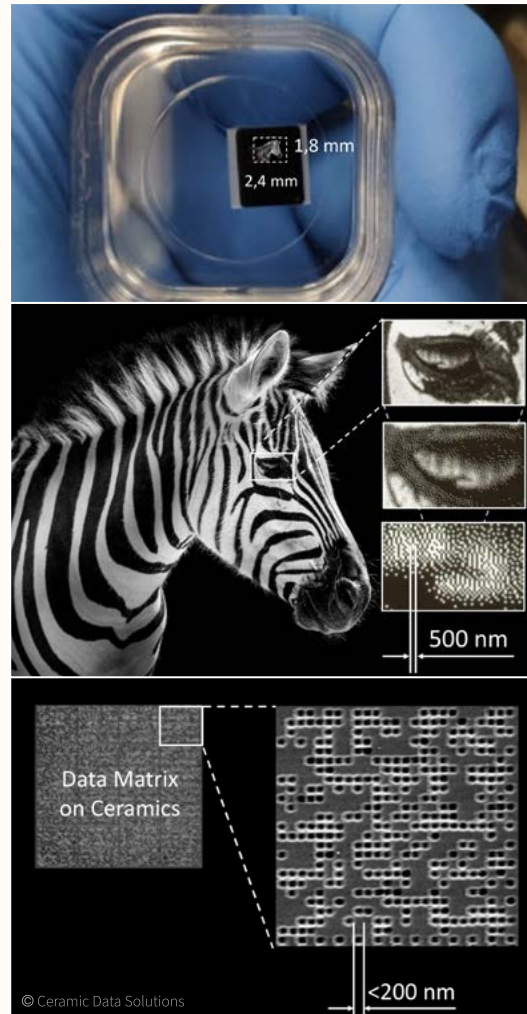 1,8 mm
2,4 mm
500 nm
Data Matrix
on Ceramics
<200 nm
© Ceramic Data Solutions